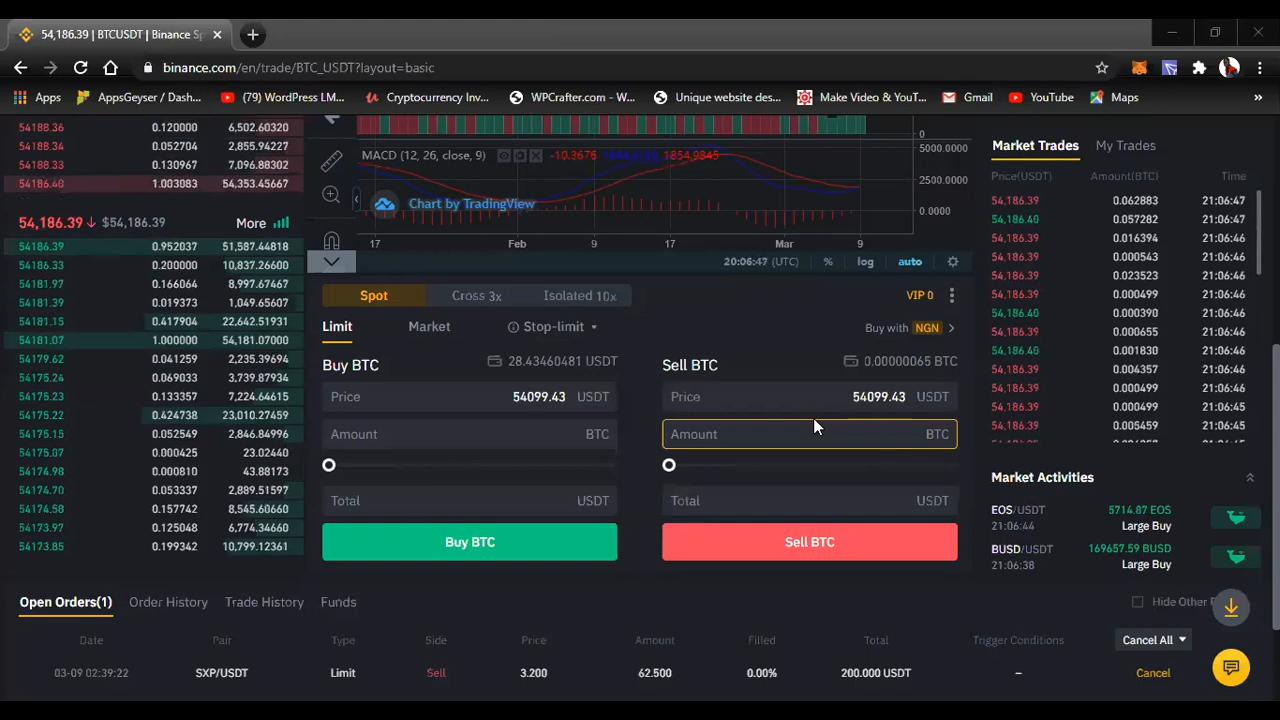 54,186.39 | BTCUSDT | Binance Sp
binance.com/en/trade/BTC_USDT?layout=basic
Apps AppsGeyser / Dash... (79) WordPress LM... Cryptocurrency Inv... WPCrafter.com - W... Unique website des... Make Video & YouT... Gmail YouTube Maps »
54188.36 0.120000 6,502.60320
54188.34 0.052704 2,855.94227
54188.33 0.130967 7,096.88302
54186.40 1.003083 54,353.45667
54,186.39↓ $54,186.39 More
54186.39 0.952037 51,587.44818
54186.33 0.200000 10,837.26600
54181.97 0.166064 8,997.67467
54181.39 0.019373 1,049.65607
54181.15 0.417904 22,642.51931
54181.07 1.000000 54,181.07000
54179.62 0.041259 2,235.39694
54175.24 0.069033 3,739.87934
54175.23 0.133357 7,224.64615
54175.22 0.424738 23,010.27459
54175.15 0.052549 2,846.84996
54175.07 0.000425 23.02440
54174.98 0.000810 43.88173
54174.70 0.053337 2,889.51597
54174.58 0.157742 8,545.60660
54173.97 0.125048 6,774.34660
54173.85 0.199342 10,799.12361
0
MACD (12, 26, close, 9) -10.3676 1854.9845
5000.0000
2500.0000
0.0000
Chart by TradingView
17 Feb 9 17 Mar 9
20:06:47 (UTC) % log auto
Spot Cross 3x Isolated 10x VIP 0
Limit Market Stop-limit Buy with NGN
Buy BTC 28.43460481 USDT
Price 54099.43 USDT
Amount BTC
Total USDT
Buy BTC
Sell BTC 0.00000065 BTC
Price 54099.43 USDT
Amount BTC
Total USDT
Sell BTC
Market Trades My Trades
Price(USDT) Amount(BTC) Time
54,186.39 0.062883 21:06:47
54,186.40 0.057282 21:06:47
54,186.39 0.016394 21:06:47
54,186.39 0.000543 21:06:47
54,186.39 0.023523 21:06:47
54,186.39 0.000499 21:06:47
54,186.40 0.000390 21:06:46
54,186.39 0.000655 21:06:46
54,186.40 0.001830 21:06:46
54,186.39 0.004357 21:06:46
54,186.39 0.000499 21:06:46
54,186.39 0.000499 21:06:45
54,186.39 0.065459 21:06:45
Market Activities
EOS/USDT 5714.87 EOS
21:06:44 Large Buy
BUSD/USDT 169657.59 BUSD
21:06:38 Large Buy
Open Orders(1) Order History Trade History Funds Hide Other
Date Pair Type Side Price Amount Filled Total Trigger Conditions Cancel All
03-09 02:39:22 SXP/USDT Limit Sell 3.200 62.500 0.00% 200.000 USDT – Cancel